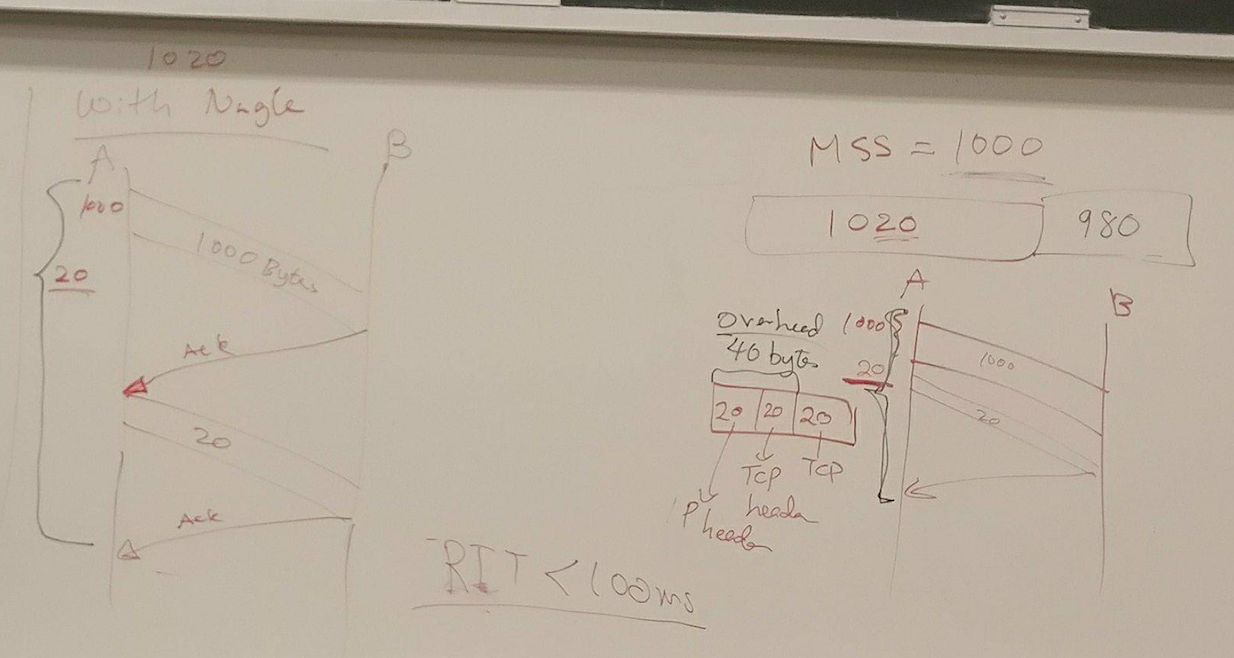 1020
With Nagle
A B
1000
1000 Bytes
20
Ack
20
Ack
RTT < 100ms
MSS = 1000
1020 980
A B
Overhead 1000
40 bytes
1000
20
20
20 20 20
TCP TCP
header
IP
header